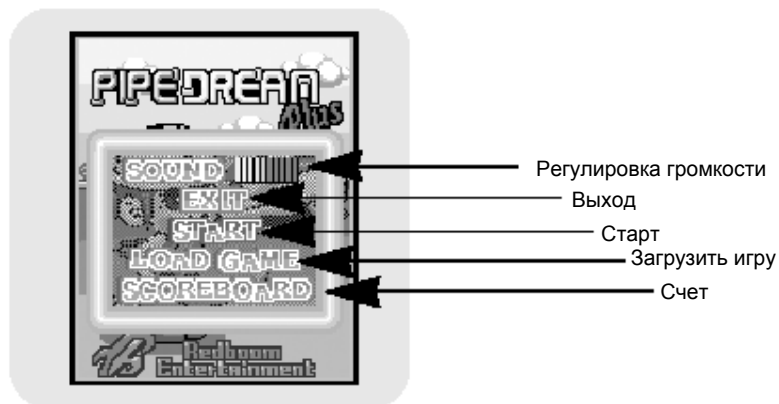 PIPEDREAM
plus
SOUND
Регулировка громкости
EXIT
Выход
START
Старт
LOAD GAME
Загрузить игру
SCOREBOARD
Счет
Redboom
Entertainment